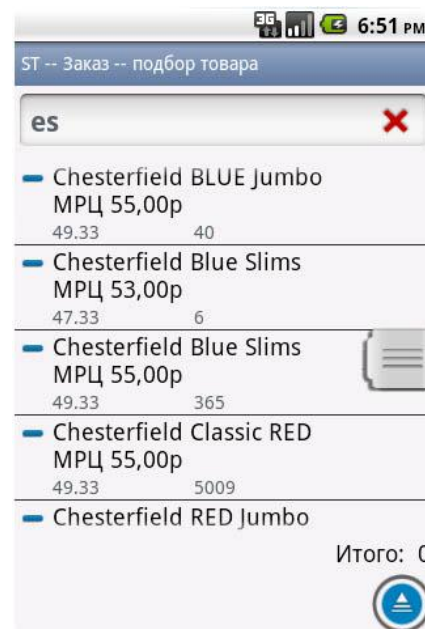 3G 6:51 PM
ST -- Заказ -- подбор товара
es
Chesterfield BLUE Jumbo
МРЦ 55,00р
49.33 40
Chesterfield Blue Slims
МРЦ 53,00р
47.33 6
Chesterfield Blue Slims
МРЦ 55,00р
49.33 365
Chesterfield Classic RED
МРЦ 55,00р
49.33 5009
Chesterfield RED Jumbo
Итого: 0